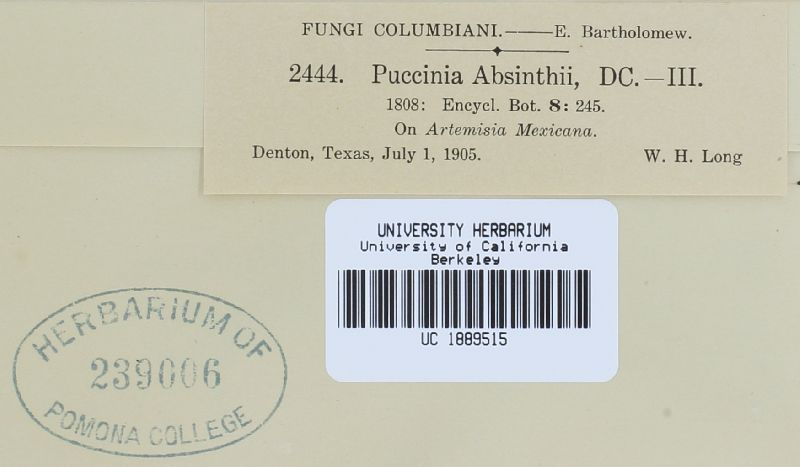 FUNGI COLUMBIANI.——E. Bartholomew.
2444. Puccinia Absinthii, DC.—III.
1808: Encycl. Bot. 8: 245.
On Artemisia Mexicana.
Denton, Texas, July 1, 1905. W. H. Long
UNIVERSITY HERBARIUM
University of California
Berkeley
UC 1889515
HERBARIUM OF
239006
POMONA COLLEGE